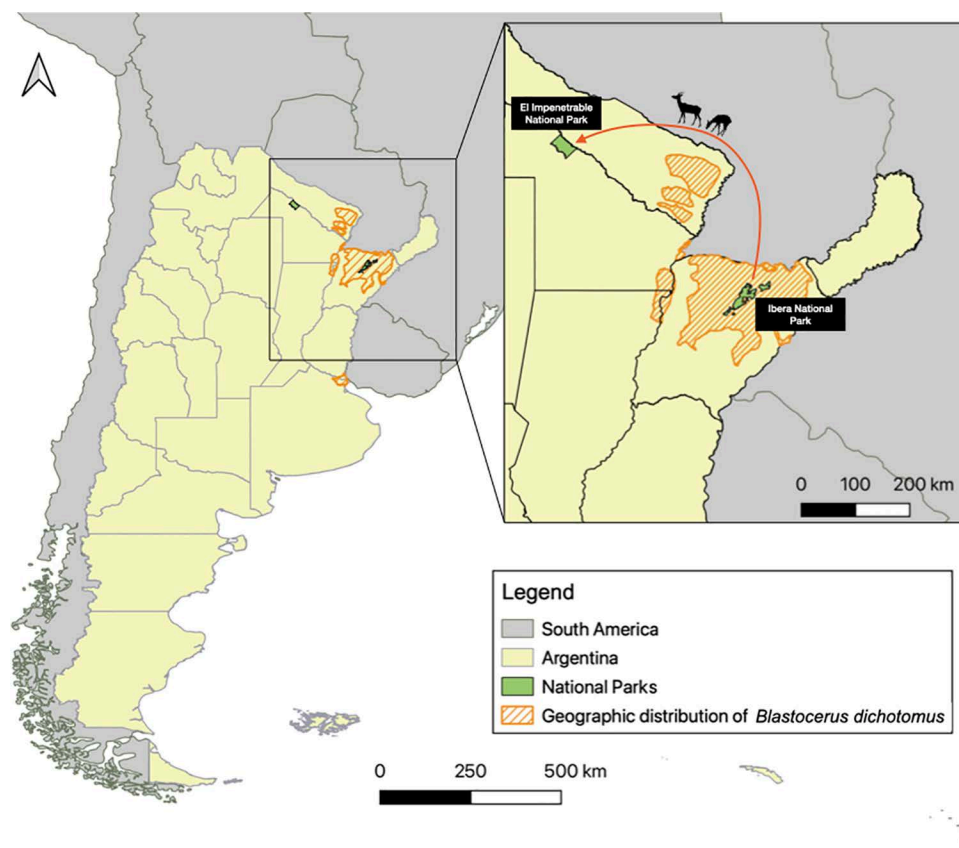 El Impenetrable
National Park
Ibera National
Park
0 100 200 km
Legend
South America
Argentina
National Parks
Geographic distribution of Blastocerus dichotomus
0 250 500 km